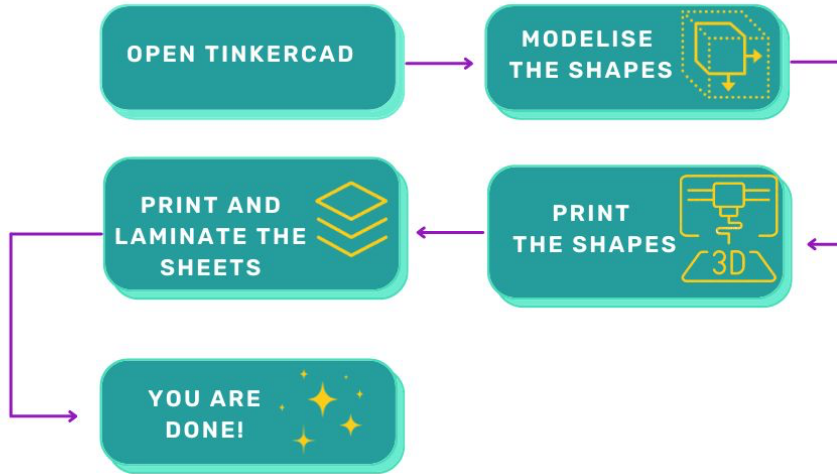 OPEN TINKERCAD
MODELISE
THE SHAPES
PRINT
THE SHAPES
3D
PRINT AND
LAMINATE THE
SHEETS
YOU ARE
DONE!